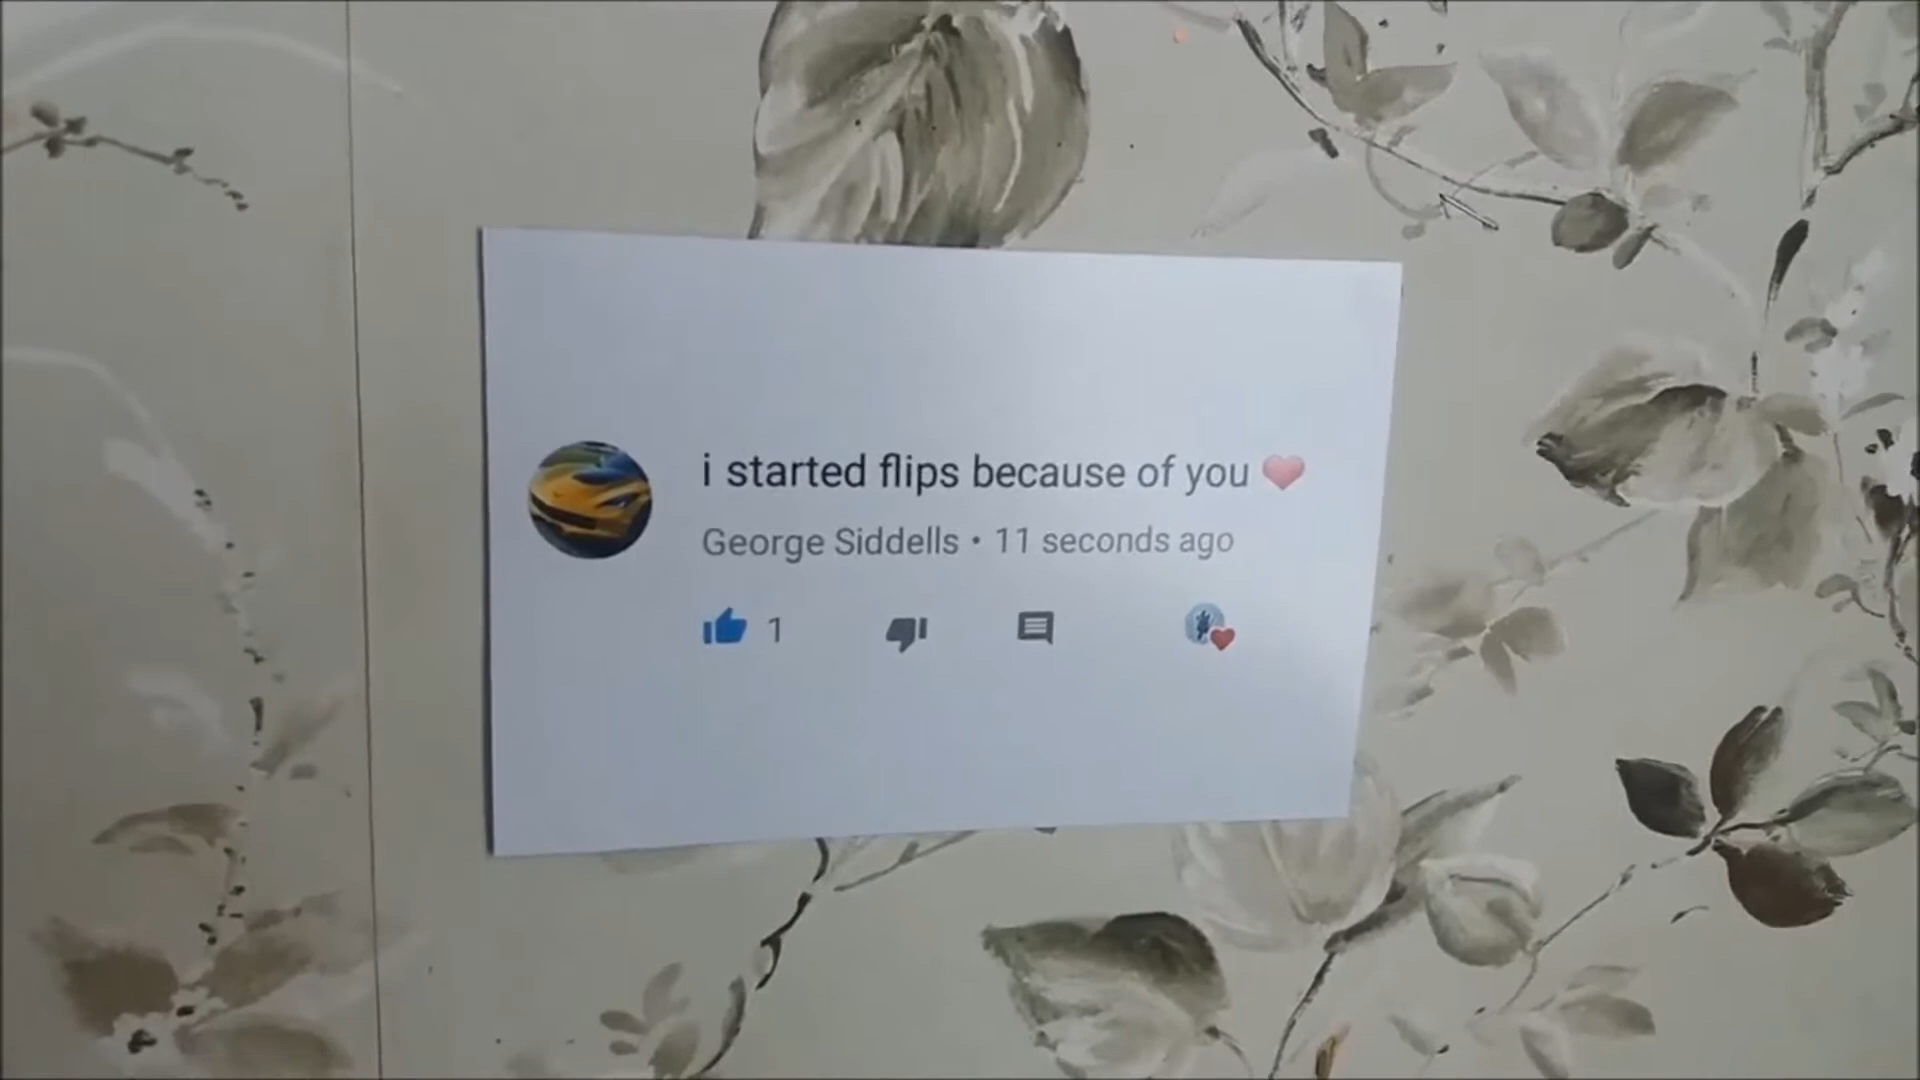 i started flips because of you ❤
George Siddells • 11 seconds ago
1